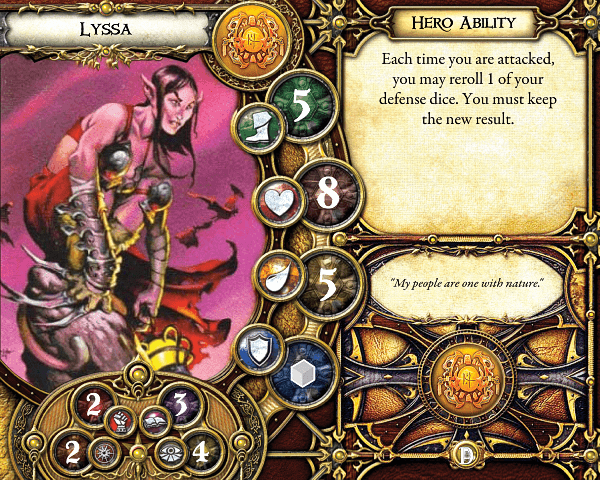 Lyssa
Hero Ability
Each time you are attacked,
you may reroll 1 of your
defense dice. You must keep
the new result.
5
8
5
"My people are one with nature."
2
3
2
4